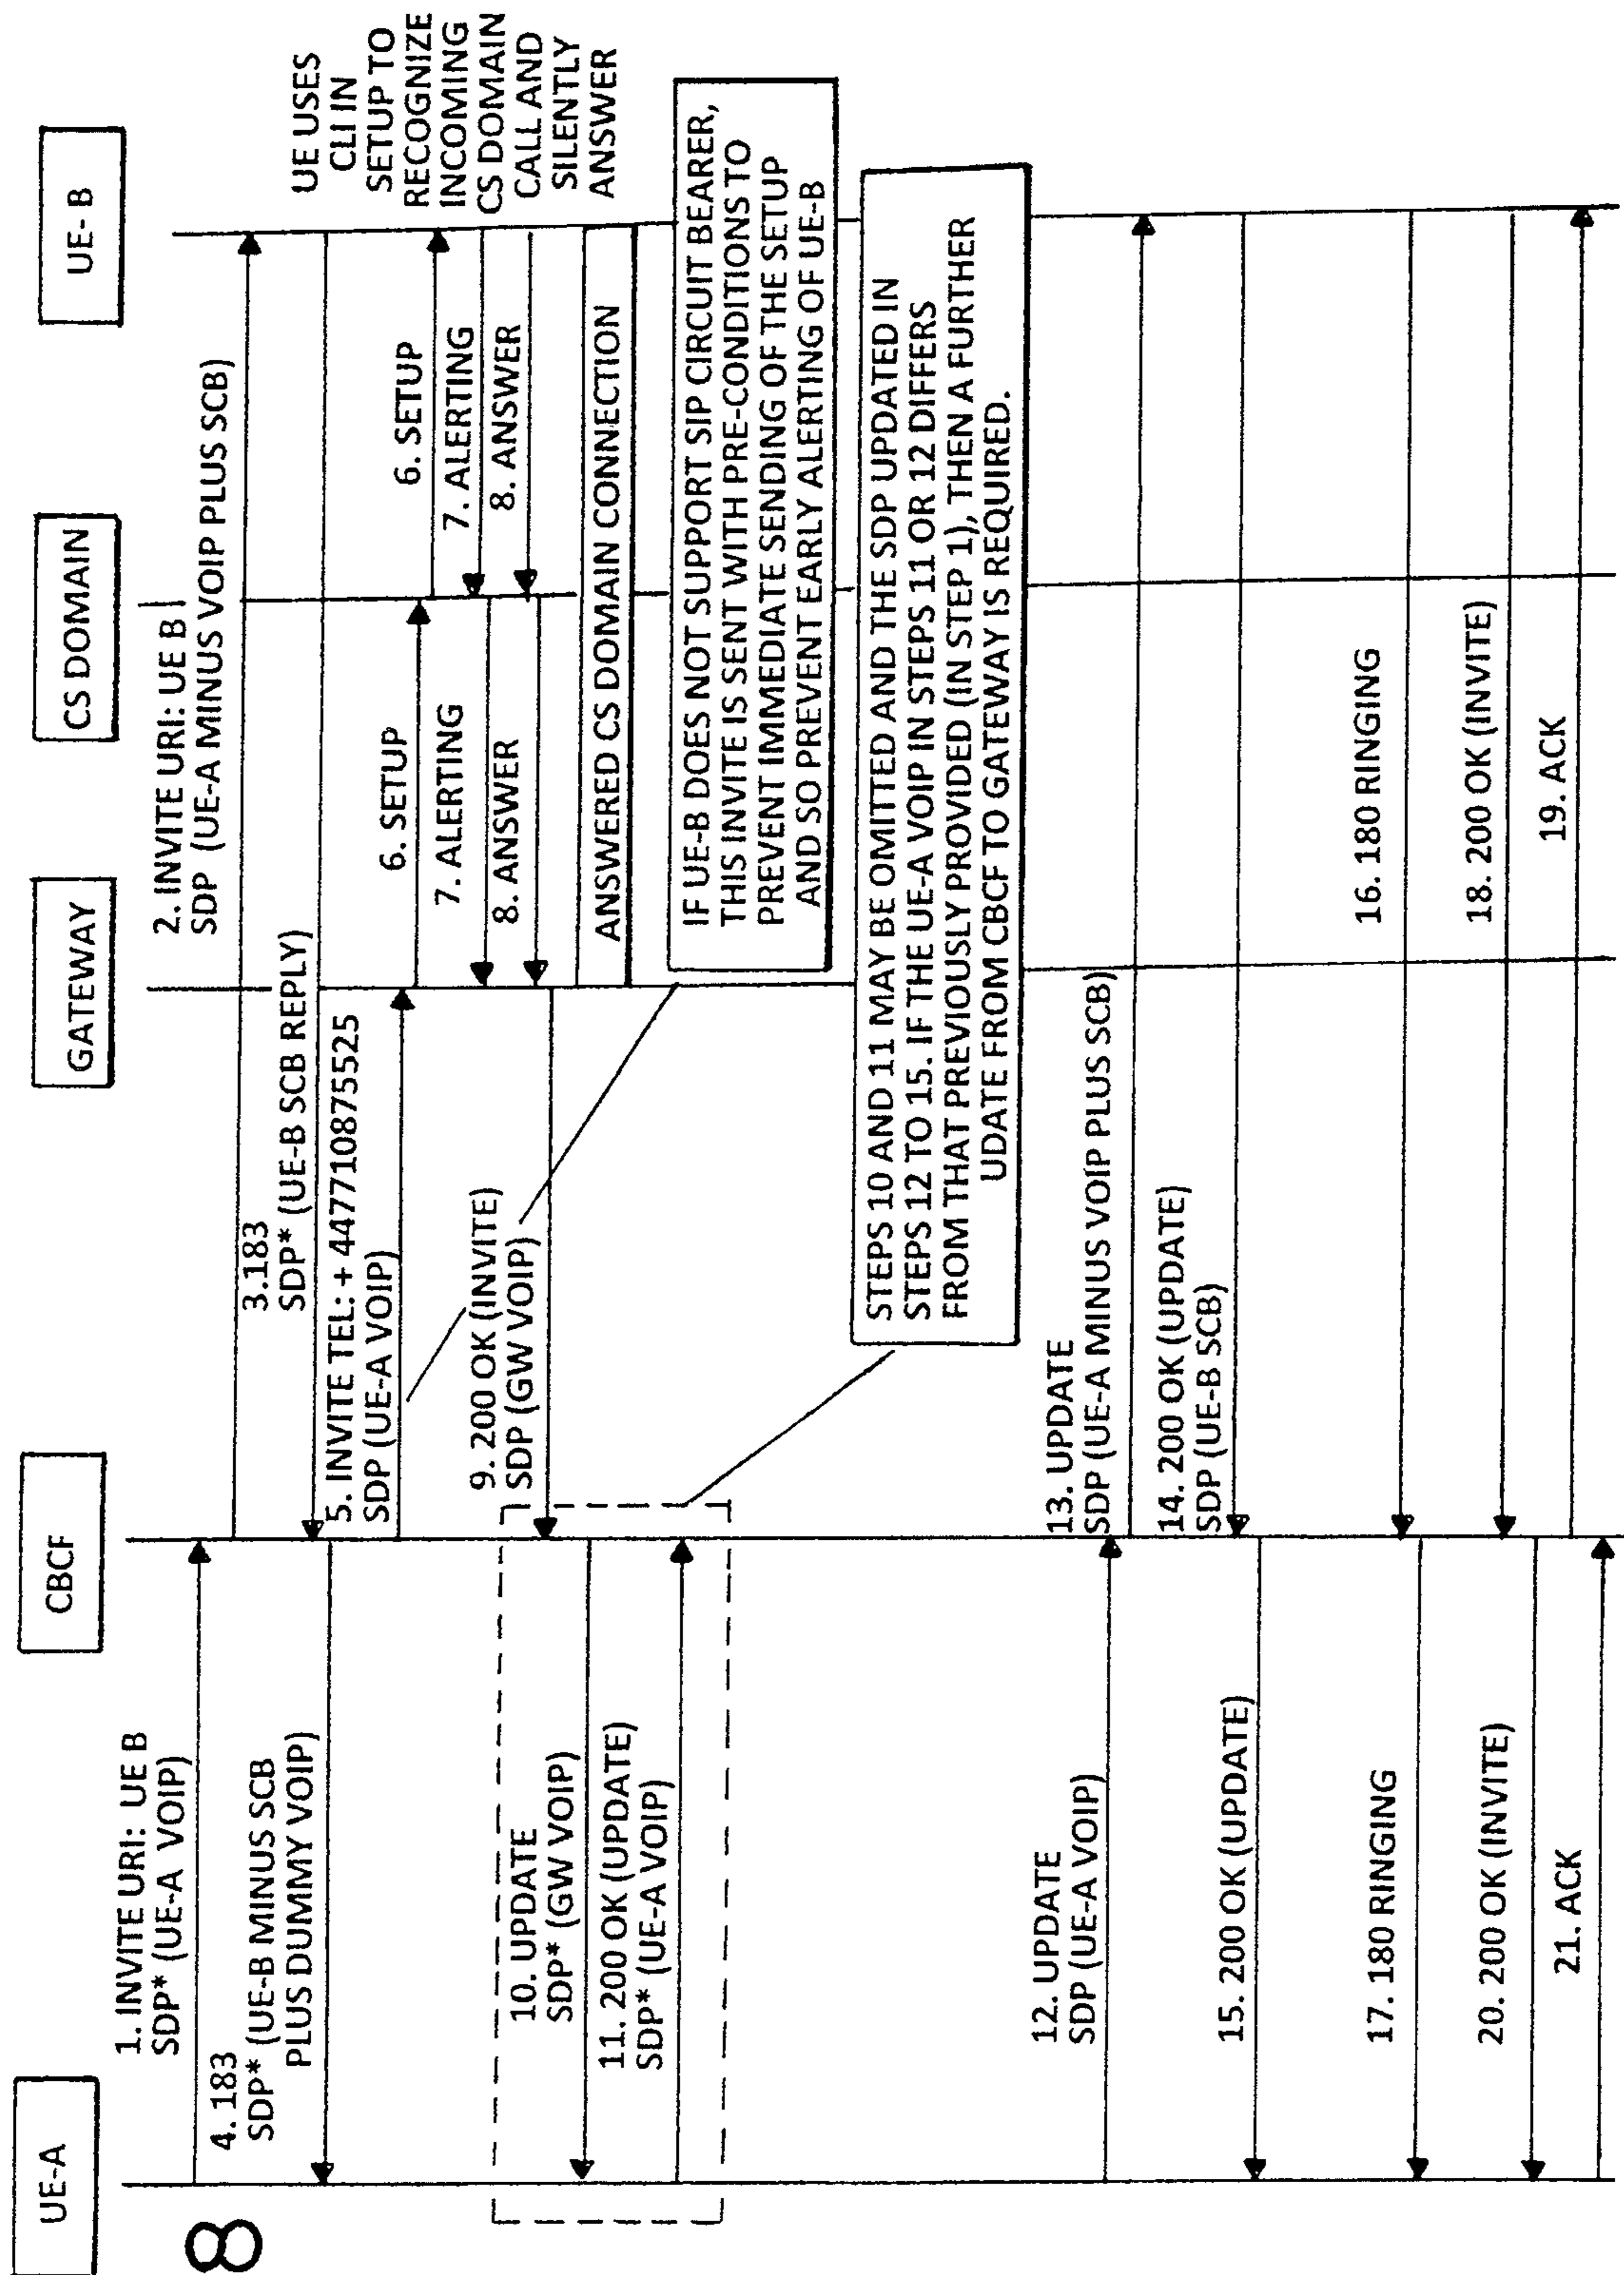 8
UE-A
CBCF
GATEWAY
CS DOMAIN
UE- B
1. INVITE URI: UE B
SDP* (UE-A VOIP)
2. INVITE URI: UE B
SDP (UE-A MINUS VOIP PLUS SCB)
3.183
SDP* (UE-B SCB REPLY)
4. 183
SDP* (UE-B MINUS SCB
PLUS DUMMY VOIP)
5. INVITE TEL: + 447710875525
SDP (UE-A VOIP)
6. SETUP
6. SETUP
7. ALERTING
7. ALERTING
8. ANSWER
8. ANSWER
UE USES
CLI IN
SETUP TO
RECOGNIZE
INCOMING
CS DOMAIN
CALL AND
SILENTLY
ANSWER
ANSWERED CS DOMAIN CONNECTION
9. 200 OK (INVITE)
SDP (GW VOIP)
IF UE-B DOES NOT SUPPORT SIP CIRCUIT BEARER,
THIS INVITE IS SENT WITH PRE-CONDITIONS TO
PREVENT IMMEDIATE SENDING OF THE SETUP
AND SO PREVENT EARLY ALERTING OF UE-B
10. UPDATE
SDP* (GW VOIP)
11. 200 OK (UPDATE)
SDP* (UE-A VOIP)
STEPS 10 AND 11 MAY BE OMITTED AND THE SDP UPDATED IN
STEPS 12 TO 15. IF THE UE-A VOIP IN STEPS 11 OR 12 DIFFERS
FROM THAT PREVIOUSLY PROVIDED (IN STEP 1), THEN A FURTHER
UDATE FROM CBCF TO GATEWAY IS REQUIRED.
12. UPDATE
SDP (UE-A VOIP)
13. UPDATE
SDP (UE-A MINUS VOIP PLUS SCB)
14. 200 OK (UPDATE)
SDP (UE-B SCB)
15. 200 OK (UPDATE)
16. 180 RINGING
17. 180 RINGING
18. 200 OK (INVITE)
19. ACK
20. 200 OK (INVITE)
21. ACK